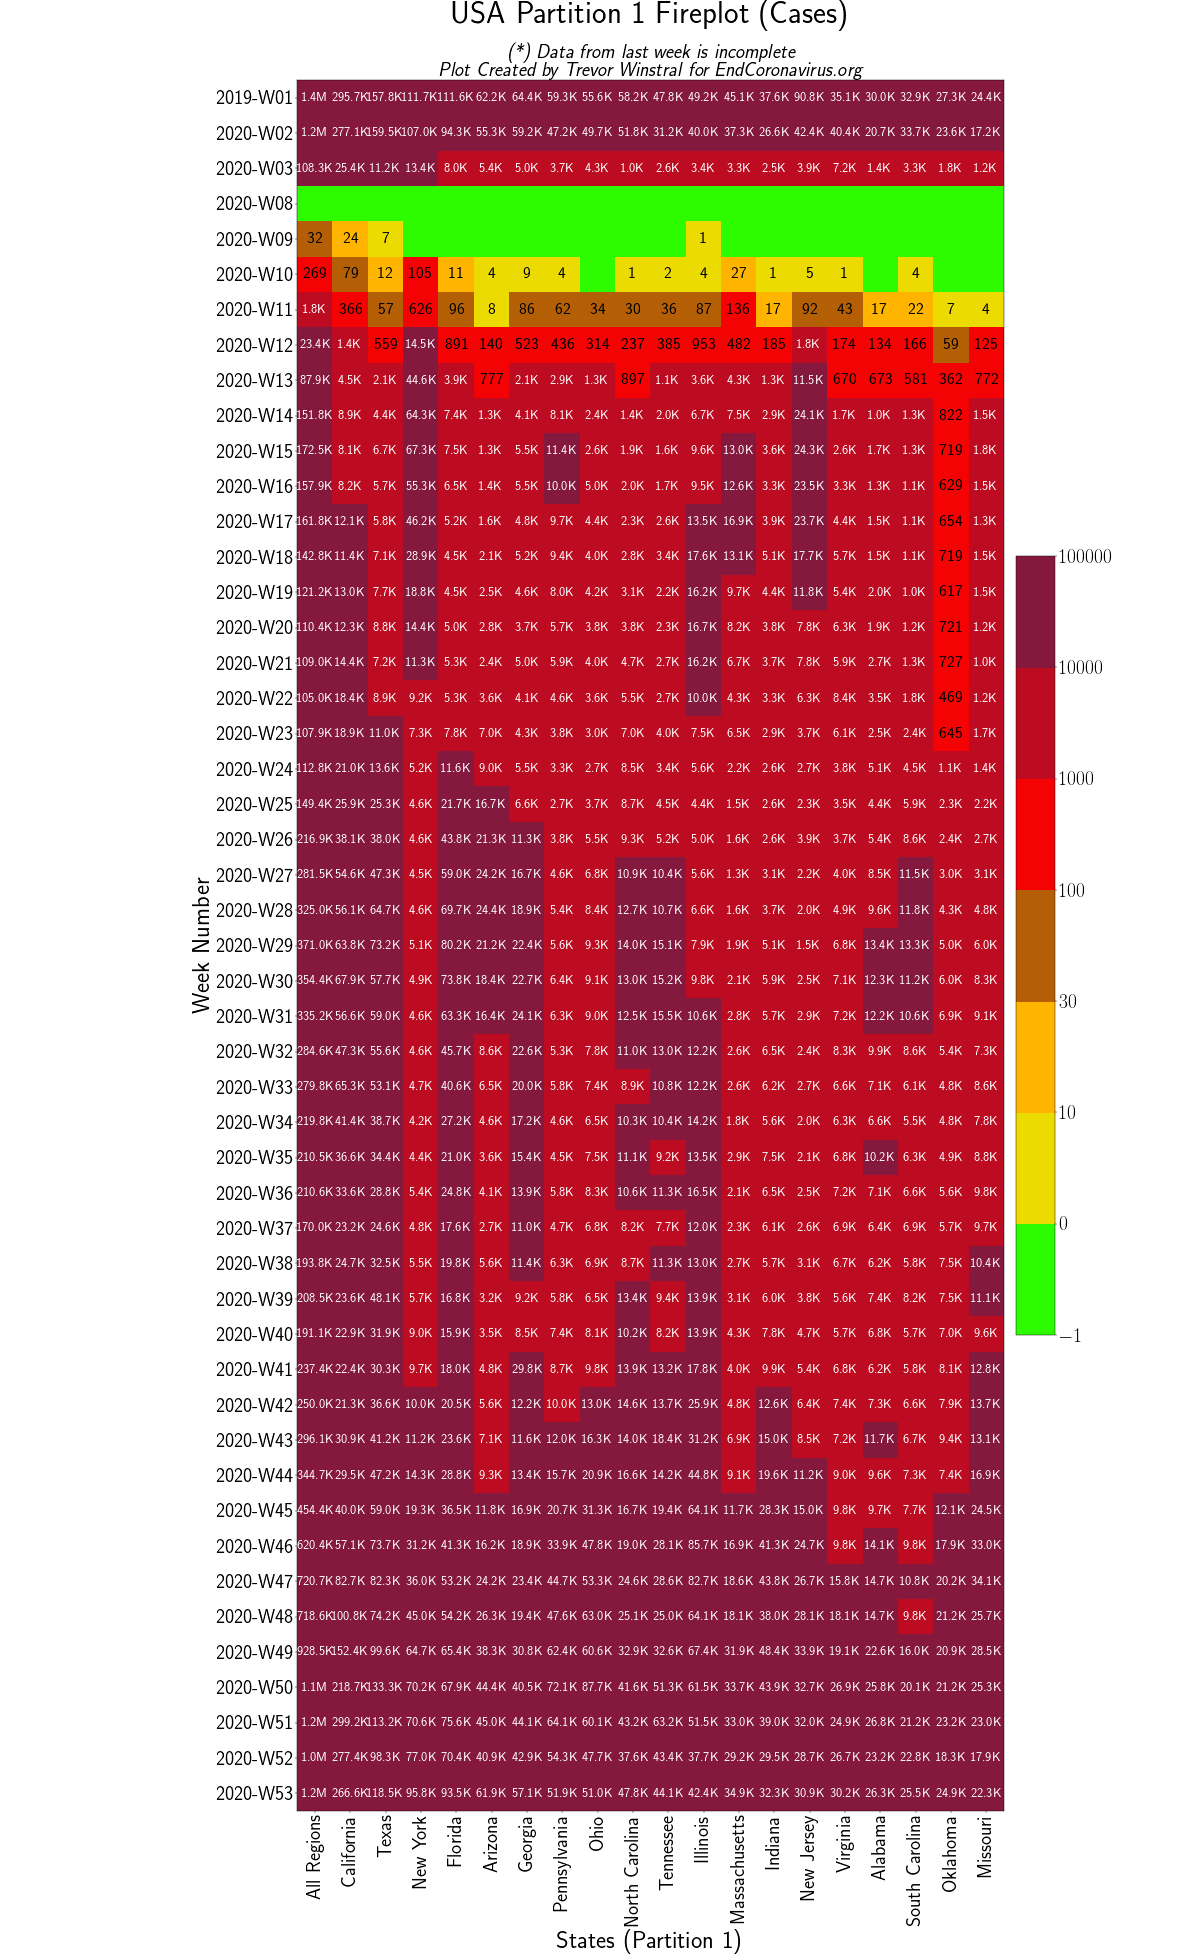 USA Partition 1 Fireplot (Cases)
(*) Data from last week is incomplete
Plot Created by Trevor Winstral for EndCoronavirus.org
2019-W01 1.4M 295.7K 157.8K 111.7K 111.6K 62.2K 64.4K 59.3K 55.6K 58.2K 47.8K 49.2K 45.1K 37.6K 90.8K 35.1K 30.0K 32.9K 27.3K 24.4K
2020-W02 1.2M 277.1K 159.5K 107.0K 94.3K 55.3K 59.2K 47.2K 49.7K 51.8K 31.2K 40.0K 37.3K 26.6K 42.4K 40.4K 20.7K 33.7K 23.6K 17.2K
2020-W03 108.3K 25.4K 11.2K 13.4K 8.0K 5.4K 5.0K 3.7K 4.3K 1.0K 2.6K 3.4K 3.3K 2.5K 3.9K 7.2K 1.4K 3.3K 1.8K 1.2K
2020-W08
2020-W09 32 24 7 1
2020-W10 269 79 12 105 11 4 9 4 1 2 4 27 1 5 1 4
2020-W11 1.8K 366 57 626 96 8 86 62 34 30 36 87 136 17 92 43 17 22 7 4
2020-W12 23.4K 1.4K 559 14.5K 891 140 523 436 314 237 385 953 482 185 1.8K 174 134 166 59 125
2020-W13 87.9K 4.5K 2.1K 44.6K 3.9K 777 2.1K 2.9K 1.3K 897 1.1K 3.6K 4.3K 1.3K 11.5K 670 673 581 362 772
2020-W14 151.8K 8.9K 4.4K 64.3K 7.4K 1.3K 4.1K 8.1K 2.4K 1.4K 2.0K 6.7K 7.5K 2.9K 24.1K 1.7K 1.0K 1.3K 822 1.5K
2020-W15 172.5K 8.1K 6.7K 67.3K 7.5K 1.3K 5.5K 11.4K 2.6K 1.9K 1.6K 9.6K 13.0K 3.6K 24.3K 2.6K 1.7K 1.3K 719 1.8K
2020-W16 157.9K 8.2K 5.7K 55.3K 6.5K 1.4K 5.5K 10.0K 5.0K 2.0K 1.7K 9.5K 12.6K 3.3K 23.5K 3.3K 1.3K 1.1K 629 1.5K
2020-W17 161.8K 12.1K 5.8K 46.2K 5.2K 1.6K 4.8K 9.7K 4.4K 2.3K 2.6K 13.5K 16.9K 3.9K 23.7K 4.4K 1.5K 1.1K 654 1.3K
2020-W18 142.8K 11.4K 7.1K 28.9K 4.5K 2.1K 5.2K 9.4K 4.0K 2.8K 3.4K 17.6K 13.1K 5.1K 17.7K 5.7K 1.5K 1.1K 719 1.5K
2020-W19 121.2K 13.0K 7.7K 18.8K 4.5K 2.5K 4.6K 8.0K 4.2K 3.1K 2.2K 16.2K 9.7K 4.4K 11.8K 5.4K 2.0K 1.0K 617 1.5K
2020-W20 110.4K 12.3K 8.8K 14.4K 5.0K 2.8K 3.7K 5.7K 3.8K 3.8K 2.3K 16.7K 8.2K 3.8K 7.8K 6.3K 1.9K 1.2K 721 1.2K
2020-W21 109.0K 14.4K 7.2K 11.3K 5.3K 2.4K 5.0K 5.9K 4.0K 4.7K 2.7K 16.2K 6.7K 3.7K 7.8K 5.9K 2.7K 1.3K 727 1.0K
2020-W22 105.0K 18.4K 8.9K 9.2K 5.3K 3.6K 4.1K 4.6K 3.6K 5.5K 2.7K 10.0K 4.3K 3.3K 6.3K 8.4K 3.5K 1.8K 469 1.2K
2020-W23 107.9K 18.9K 11.0K 7.3K 7.8K 7.0K 4.3K 3.8K 3.0K 7.0K 4.0K 7.5K 6.5K 2.9K 3.7K 6.1K 2.5K 2.4K 645 1.7K
2020-W24 112.8K 21.0K 13.6K 5.2K 11.6K 9.0K 5.5K 3.3K 2.7K 8.5K 3.4K 5.6K 2.2K 2.6K 2.7K 3.8K 5.1K 4.5K 1.1K 1.4K
2020-W25 149.4K 25.9K 25.3K 4.6K 21.7K 16.7K 6.6K 2.7K 3.7K 8.7K 4.5K 4.4K 1.5K 2.6K 2.3K 3.5K 4.4K 5.9K 2.3K 2.2K
2020-W26 216.9K 38.1K 38.0K 4.6K 43.8K 21.3K 11.3K 3.8K 5.5K 9.3K 5.2K 5.0K 1.6K 2.6K 3.9K 3.7K 5.4K 8.6K 2.4K 2.7K
2020-W27 281.5K 54.6K 47.3K 4.5K 59.0K 24.2K 16.7K 4.6K 6.8K 10.9K 10.4K 5.6K 1.3K 3.1K 2.2K 4.0K 8.5K 11.5K 3.0K 3.1K
2020-W28 325.0K 56.1K 64.7K 4.6K 69.7K 24.4K 18.9K 5.4K 8.4K 12.7K 10.7K 6.6K 1.6K 3.7K 2.0K 4.9K 9.6K 11.8K 4.3K 4.8K
2020-W29 371.0K 63.8K 73.2K 5.1K 80.2K 21.2K 22.4K 5.6K 9.3K 14.0K 15.1K 7.9K 1.9K 5.1K 1.5K 6.8K 13.4K 13.3K 5.0K 6.0K
2020-W30 354.4K 67.9K 57.7K 4.9K 73.8K 18.4K 22.7K 6.4K 9.1K 13.0K 15.2K 9.8K 2.1K 5.9K 2.5K 7.1K 12.3K 11.2K 6.0K 8.3K
2020-W31 335.2K 56.6K 59.0K 4.6K 63.3K 16.4K 24.1K 6.3K 9.0K 12.5K 15.5K 10.6K 2.8K 5.7K 2.9K 7.2K 12.2K 10.6K 6.9K 9.1K
2020-W32 284.6K 47.3K 55.6K 4.6K 45.7K 8.6K 22.6K 5.3K 7.8K 11.0K 13.0K 12.2K 2.6K 6.5K 2.4K 8.3K 9.9K 8.6K 5.4K 7.3K
2020-W33 279.8K 65.3K 53.1K 4.7K 40.6K 6.5K 20.0K 5.8K 7.4K 8.9K 10.8K 12.2K 2.6K 6.2K 2.7K 6.6K 7.1K 6.1K 4.8K 8.6K
2020-W34 219.8K 41.4K 38.7K 4.2K 27.2K 4.6K 17.2K 4.6K 6.5K 10.3K 10.4K 14.2K 1.8K 5.6K 2.0K 6.3K 6.6K 5.5K 4.8K 7.8K
2020-W35 210.5K 36.6K 34.4K 4.4K 21.0K 3.6K 15.4K 4.5K 7.5K 11.1K 9.2K 13.5K 2.9K 7.5K 2.1K 6.8K 10.2K 6.3K 4.9K 8.8K
2020-W36 210.6K 33.6K 28.8K 5.4K 24.8K 4.1K 13.9K 5.8K 8.3K 10.6K 11.3K 16.5K 2.1K 6.5K 2.5K 7.2K 7.1K 6.6K 5.6K 9.8K
2020-W37 170.0K 23.2K 24.6K 4.8K 17.6K 2.7K 11.0K 4.7K 6.8K 8.2K 7.7K 12.0K 2.3K 6.1K 2.6K 6.9K 6.4K 6.9K 5.7K 9.7K
2020-W38 193.8K 24.7K 32.5K 5.5K 19.8K 5.6K 11.4K 6.3K 6.9K 8.7K 11.3K 13.0K 2.7K 5.7K 3.1K 6.7K 6.2K 5.8K 7.5K 10.4K
2020-W39 208.5K 23.6K 48.1K 5.7K 16.8K 3.2K 9.2K 5.8K 6.5K 13.4K 9.4K 13.9K 3.1K 6.0K 3.8K 5.6K 7.4K 8.2K 7.5K 11.1K
2020-W40 191.1K 22.9K 31.9K 9.0K 15.9K 3.5K 8.5K 7.4K 8.1K 10.2K 8.2K 13.9K 4.3K 7.8K 4.7K 5.7K 6.8K 5.7K 7.0K 9.6K
2020-W41 237.4K 22.4K 30.3K 9.7K 18.0K 4.8K 29.8K 8.7K 9.8K 13.9K 13.2K 17.8K 4.0K 9.9K 5.4K 6.8K 6.2K 5.8K 8.1K 12.8K
2020-W42 250.0K 21.3K 36.6K 10.0K 20.5K 5.6K 12.2K 10.0K 13.0K 14.6K 13.7K 25.9K 4.8K 12.6K 6.4K 7.4K 7.3K 6.6K 7.9K 13.7K
2020-W43 296.1K 30.9K 41.2K 11.2K 23.6K 7.1K 11.6K 12.0K 16.3K 14.0K 18.4K 31.2K 6.9K 15.0K 8.5K 7.2K 11.7K 6.7K 9.4K 13.1K
2020-W44 344.7K 29.5K 47.2K 14.3K 28.8K 9.3K 13.4K 15.7K 20.9K 16.6K 14.2K 44.8K 9.1K 19.6K 11.2K 9.0K 9.6K 7.3K 7.4K 16.9K
2020-W45 454.4K 40.0K 59.0K 19.3K 36.5K 11.8K 16.9K 20.7K 31.3K 16.7K 19.4K 64.1K 11.7K 28.3K 15.0K 9.8K 9.7K 7.7K 12.1K 24.5K
2020-W46 620.4K 57.1K 73.7K 31.2K 41.3K 16.2K 18.9K 33.9K 47.8K 19.0K 28.1K 85.7K 16.9K 41.3K 24.7K 9.8K 14.1K 9.8K 17.9K 33.0K
2020-W47 720.7K 82.7K 82.3K 36.0K 53.2K 24.2K 23.4K 44.7K 53.3K 24.6K 28.6K 82.7K 18.6K 43.8K 26.7K 15.8K 14.7K 10.8K 20.2K 34.1K
2020-W48 718.6K 100.8K 74.2K 45.0K 54.2K 26.3K 19.4K 47.6K 63.0K 25.1K 25.0K 64.1K 18.1K 38.0K 28.1K 18.1K 14.7K 9.8K 21.2K 25.7K
2020-W49 928.5K 152.4K 99.6K 64.7K 65.4K 38.3K 30.8K 62.4K 60.6K 32.9K 32.6K 67.4K 31.9K 48.4K 33.9K 19.1K 22.6K 16.0K 20.9K 28.5K
2020-W50 1.1M 218.7K 133.3K 70.2K 67.9K 44.4K 40.5K 72.1K 87.7K 41.6K 51.3K 61.5K 33.7K 43.9K 32.7K 26.9K 25.8K 20.1K 21.2K 25.3K
2020-W51 1.2M 299.2K 113.2K 70.6K 75.6K 45.0K 44.1K 64.1K 60.1K 43.2K 63.2K 51.5K 33.0K 39.0K 32.0K 24.9K 26.8K 21.2K 23.2K 23.0K
2020-W52 1.0M 277.4K 98.3K 77.0K 70.4K 40.9K 42.9K 54.3K 47.7K 37.6K 43.4K 37.7K 29.2K 29.5K 28.7K 26.7K 23.2K 22.8K 18.3K 17.9K
2020-W53 1.2M 266.6K 118.5K 95.8K 93.5K 61.9K 57.1K 51.9K 51.0K 47.8K 44.1K 42.4K 34.9K 32.3K 30.9K 30.2K 26.3K 25.5K 24.9K 22.3K
Week Number
All Regions
California
Texas
New York
Florida
Arizona
Georgia
Pennsylvania
Ohio
North Carolina
Tennessee
Illinois
Massachusetts
Indiana
New Jersey
Virginia
Alabama
South Carolina
Oklahoma
Missouri
States (Partition 1)
100000
10000
1000
100
30
10
0
−1